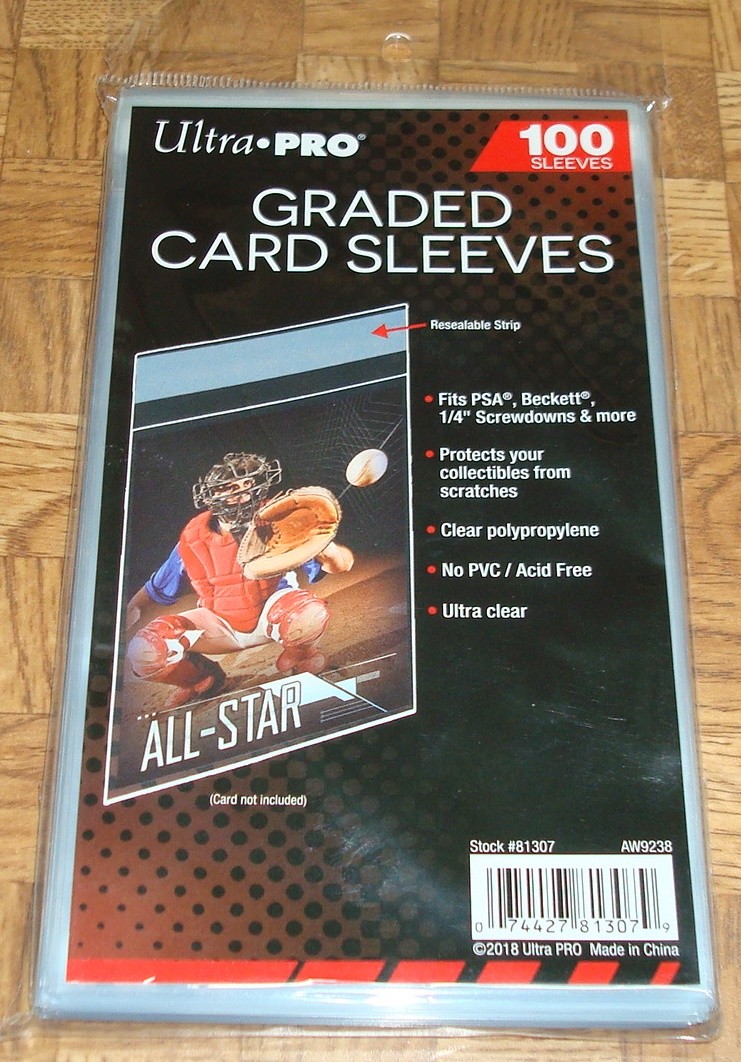 Ultra•PRO®
100
SLEEVES
GRADED
CARD SLEEVES
Resealable Strip
• Fits PSA®, Beckett®,
1/4" Screwdowns & more
• Protects your
collectibles from
scratches
• Clear polypropylene
• No PVC / Acid Free
• Ultra clear
ALL-STAR
(Card not included)
Stock #81307 AW9238
0 74427 81307 9
©2018 Ultra PRO Made in China